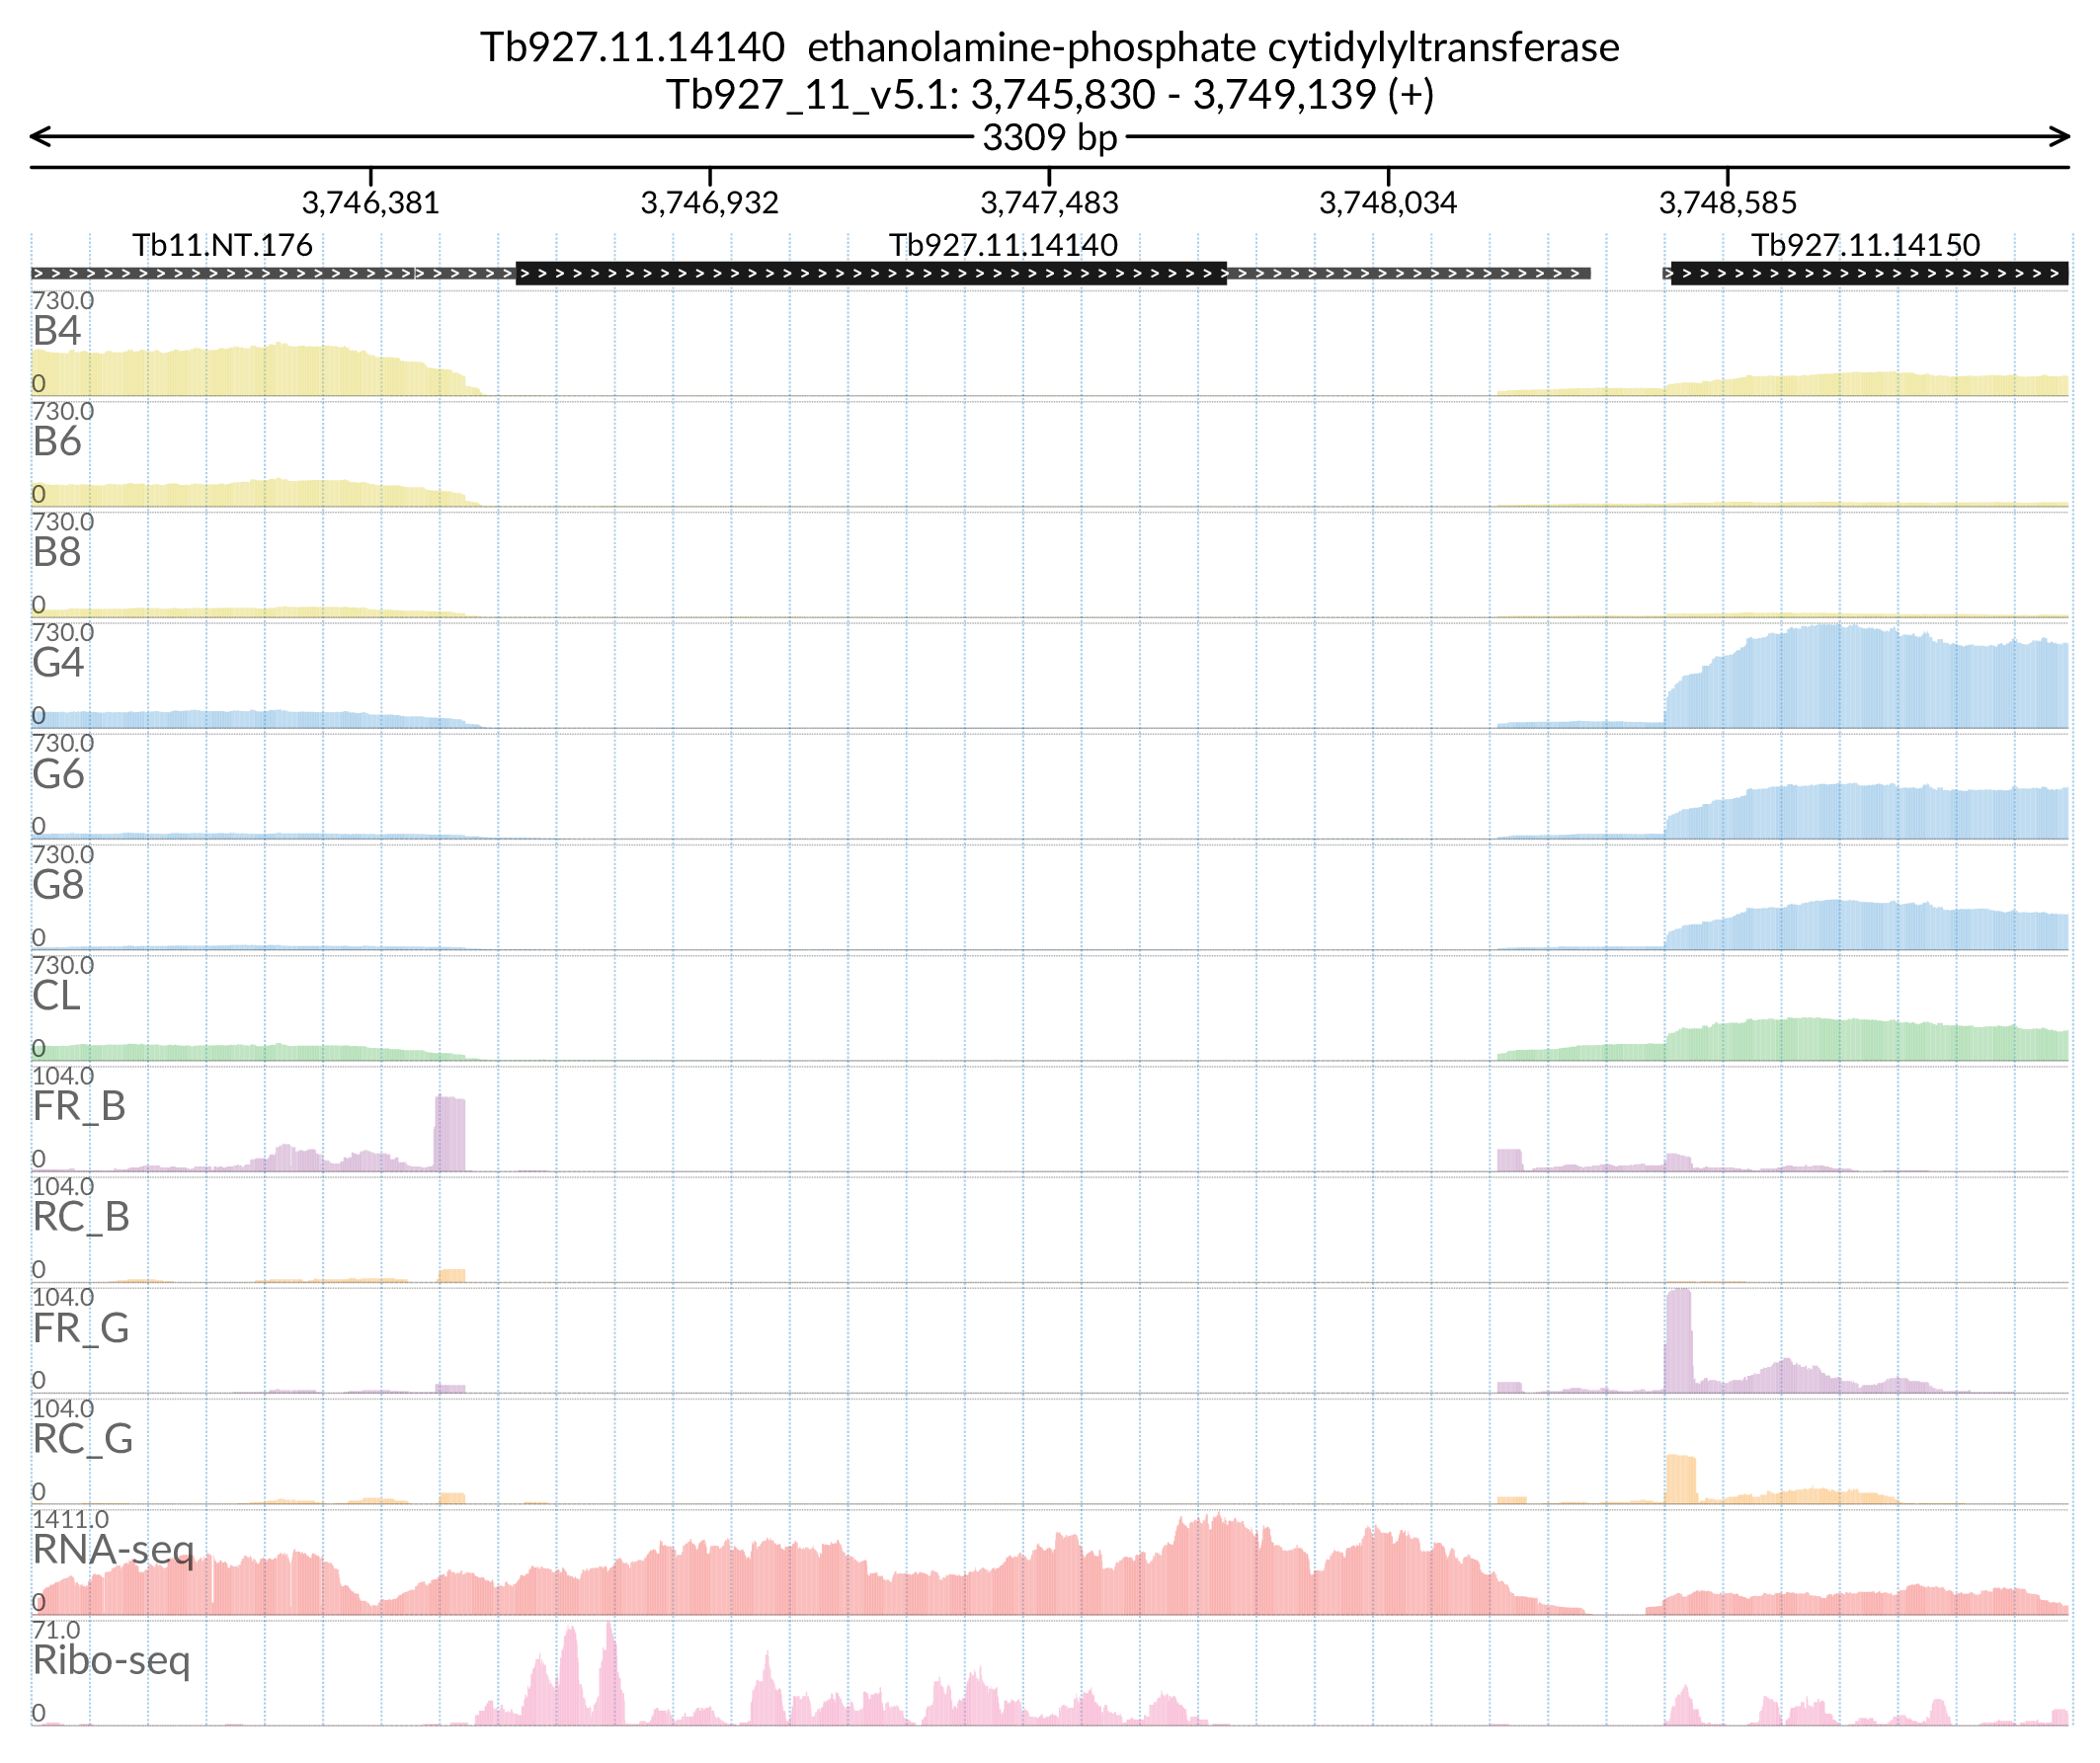 Tb927.11.14140 ethanolamine-phosphate cytidylyltransferase
Tb927_11_v5.1: 3,745,830 - 3,749,139 (+)
3309 bp
3,746,381 3,746,932 3,747,483 3,748,034 3,748,585
Tb11.NT.176 Tb927.11.14140 Tb927.11.14150
730.0
B4
0
730.0
B6
0
730.0
B8
0
730.0
G4
0
730.0
G6
0
730.0
G8
0
730.0
CL
0
104.0
FR_B
0
104.0
RC_B
0
104.0
FR_G
0
104.0
RC_G
0
1411.0
RNA-seq
0
71.0
Ribo-seq
0